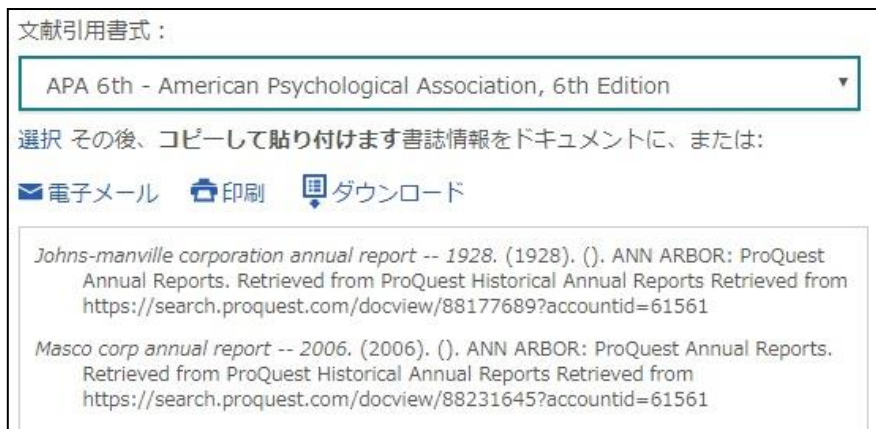 文献引用書式：
APA 6th - American Psychological Association, 6th Edition
選択 その後、コピーして貼り付けます書誌情報をドキュメントに、または:
電子メール 印刷 ダウンロード
Johns-manville corporation annual report -- 1928. (1928). (). ANN ARBOR: ProQuest
Annual Reports. Retrieved from ProQuest Historical Annual Reports Retrieved from
https://search.proquest.com/docview/88177689?accountid=61561
Masco corp annual report -- 2006. (2006). (). ANN ARBOR: ProQuest Annual Reports.
Retrieved from ProQuest Historical Annual Reports Retrieved from
https://search.proquest.com/docview/88231645?accountid=61561